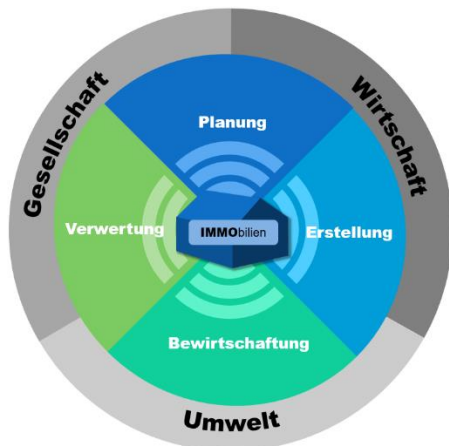 Gesellschaft
Wirtschaft
Planung
Verwertung
IMMObilien
Erstellung
Bewirtschaftung
Umwelt